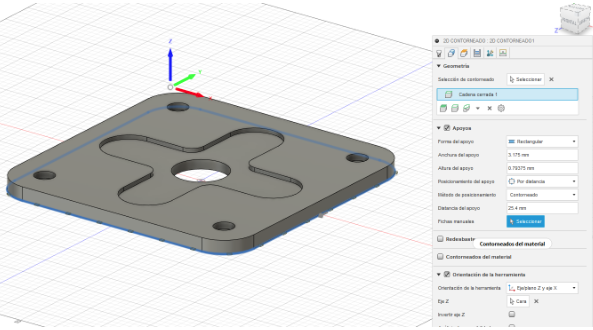 2D CONTORNEADO : 2D CONTORNEADO1
Geometría
Selección de contorneado Seleccionar
Cadena cerrada 1
Apoyos
Forma del apoyo Rectangular
Anchura del apoyo 3.175 mm
Altura del apoyo 0.79375 mm
Posicionamiento del apoyo Por distancia
Método de posicionamiento Contorneado
Distancia del apoyo 25.4 mm
Fichas manuales Seleccionar
Contorneados del material
Contorneados del material
Orientación de la herramienta
Orientación de la herramienta Eje/plano Z y eje X
Eje Z Cara
Invertir eje Z